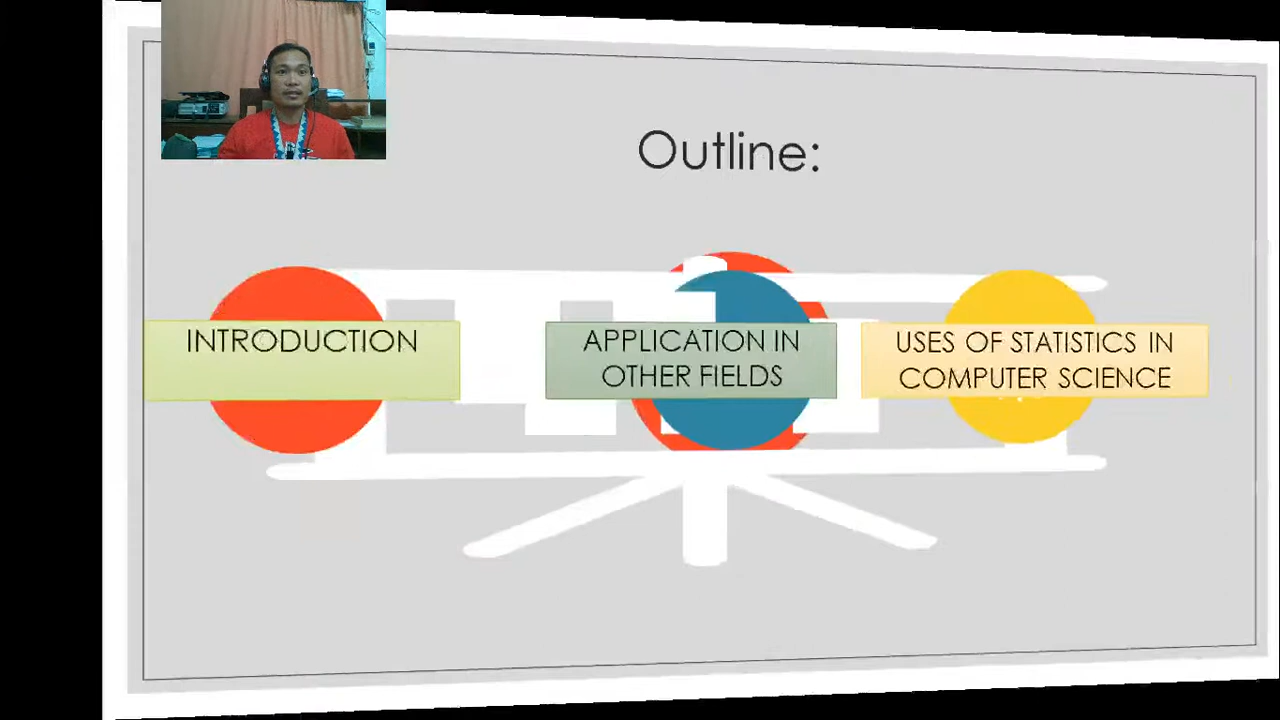 Outline:
INTRODUCTION
APPLICATION IN
OTHER FIELDS
USES OF STATISTICS IN
COMPUTER SCIENCE